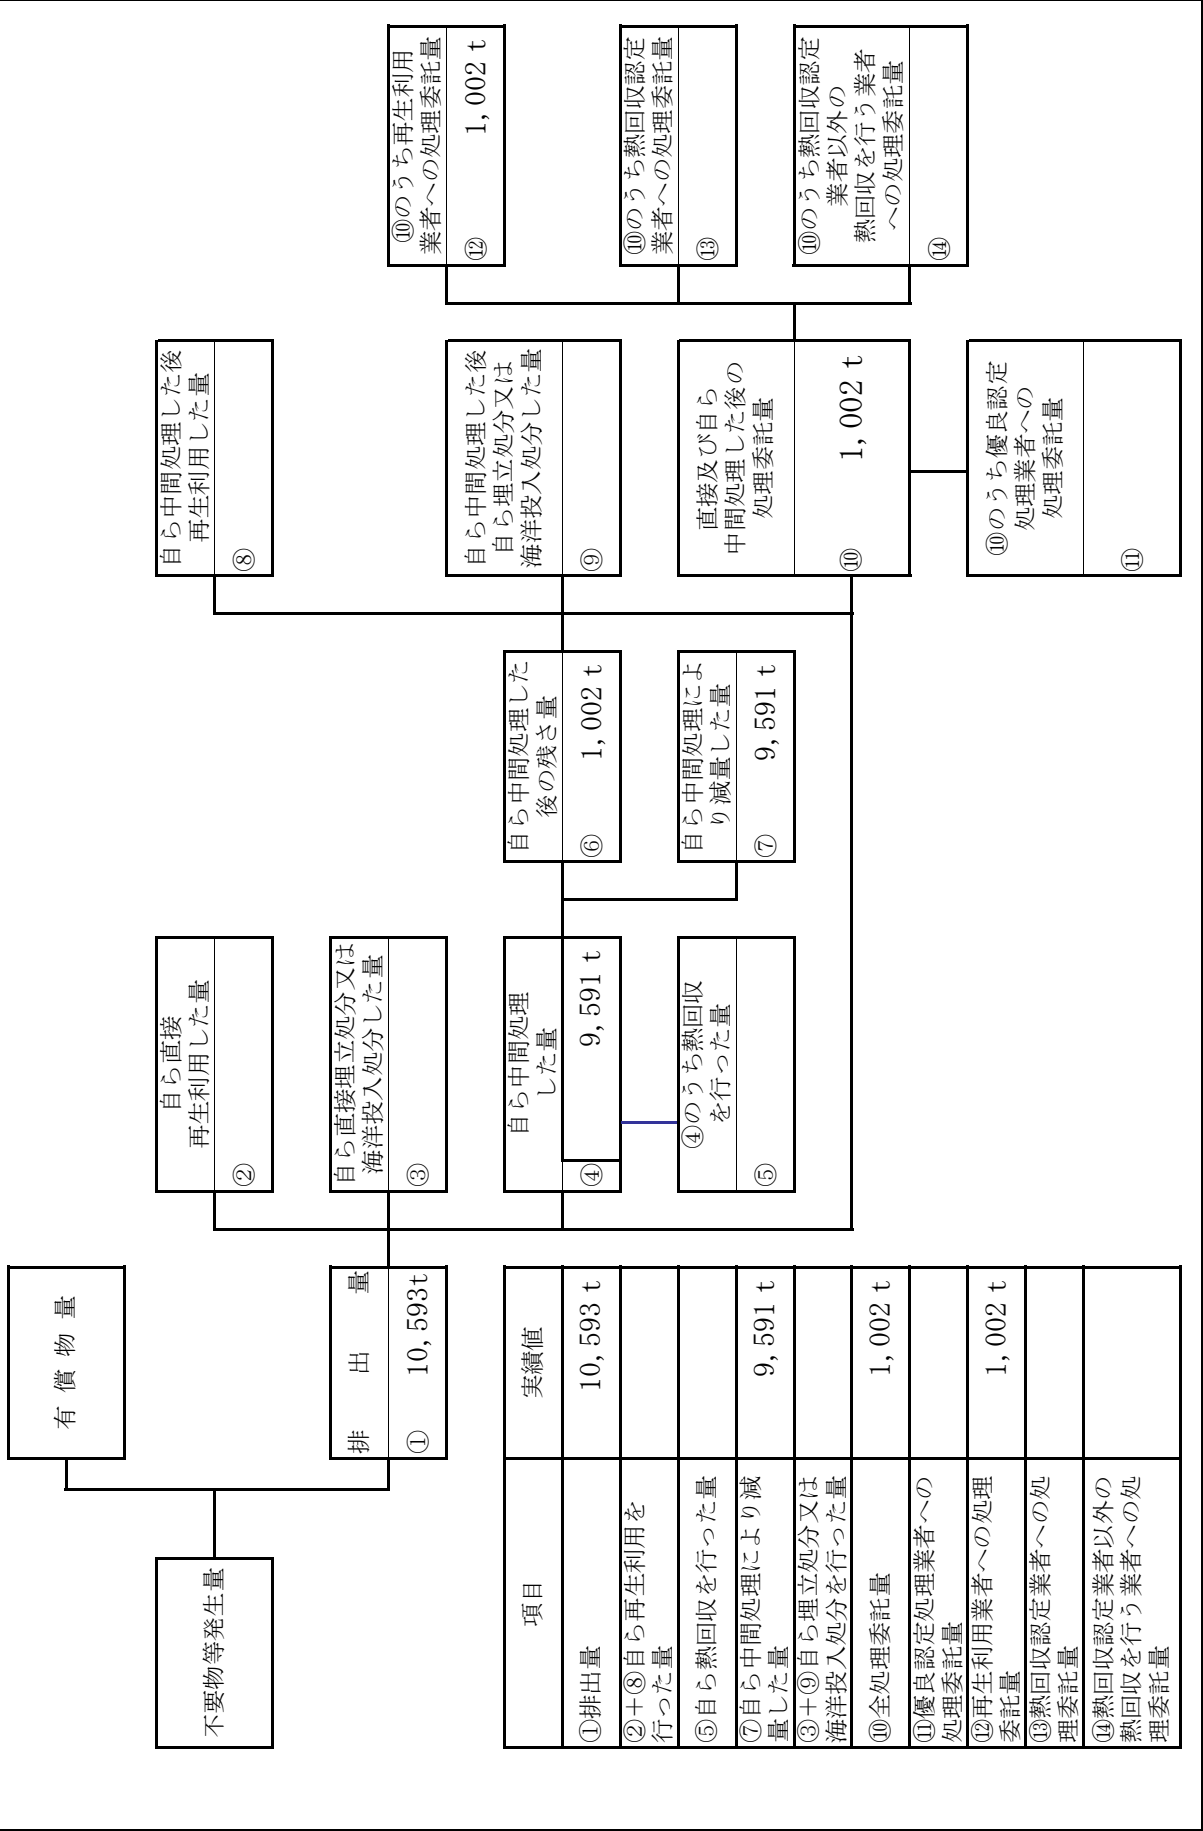 有 償 物 量
不要物等発生量
排 出 量
① 10,593t
自ら直接
再生利用した量
②
自ら直接埋立処分又は
海洋投入処分した量
③
自ら中間処理
した量
④ 9,591 t
④のうち熱回収
を行った量
⑤
自ら中間処理した
後の残さ量
⑥ 1,002 t
自ら中間処理によ
り減量した量
⑦ 9,591 t
自ら中間処理した後
再生利用した量
⑧
自ら中間処理した後
自ら埋立処分又は
海洋投入処分した量
⑨
直接及び自ら
中間処理した後の
処理委託量
⑩ 1,002 t
⑩のうち優良認定
処理業者への
処理委託量
⑪
⑩のうち再生利用
業者への処理委託量
⑫ 1,002 t
⑩のうち熱回収認定
業者への処理委託量
⑬
⑩のうち熱回収認定
業者以外の
熱回収を行う業者
への処理委託量
⑭
項目 実績値
①排出量 10,593 t
②＋⑧自ら再生利用を
行った量
⑤自ら熱回収を行った量
⑦自ら中間処理により減
量した量 9,591 t
③＋⑨自ら埋立処分又は
海洋投入処分を行った量
⑩全処理委託量 1,002 t
⑪優良認定処理業者への
処理委託量
⑫再生利用業者への処理
委託量 1,002 t
⑬熱回収認定業者への処
理委託量
⑭熱回収認定業者以外の
熱回収を行う業者への処
理委託量